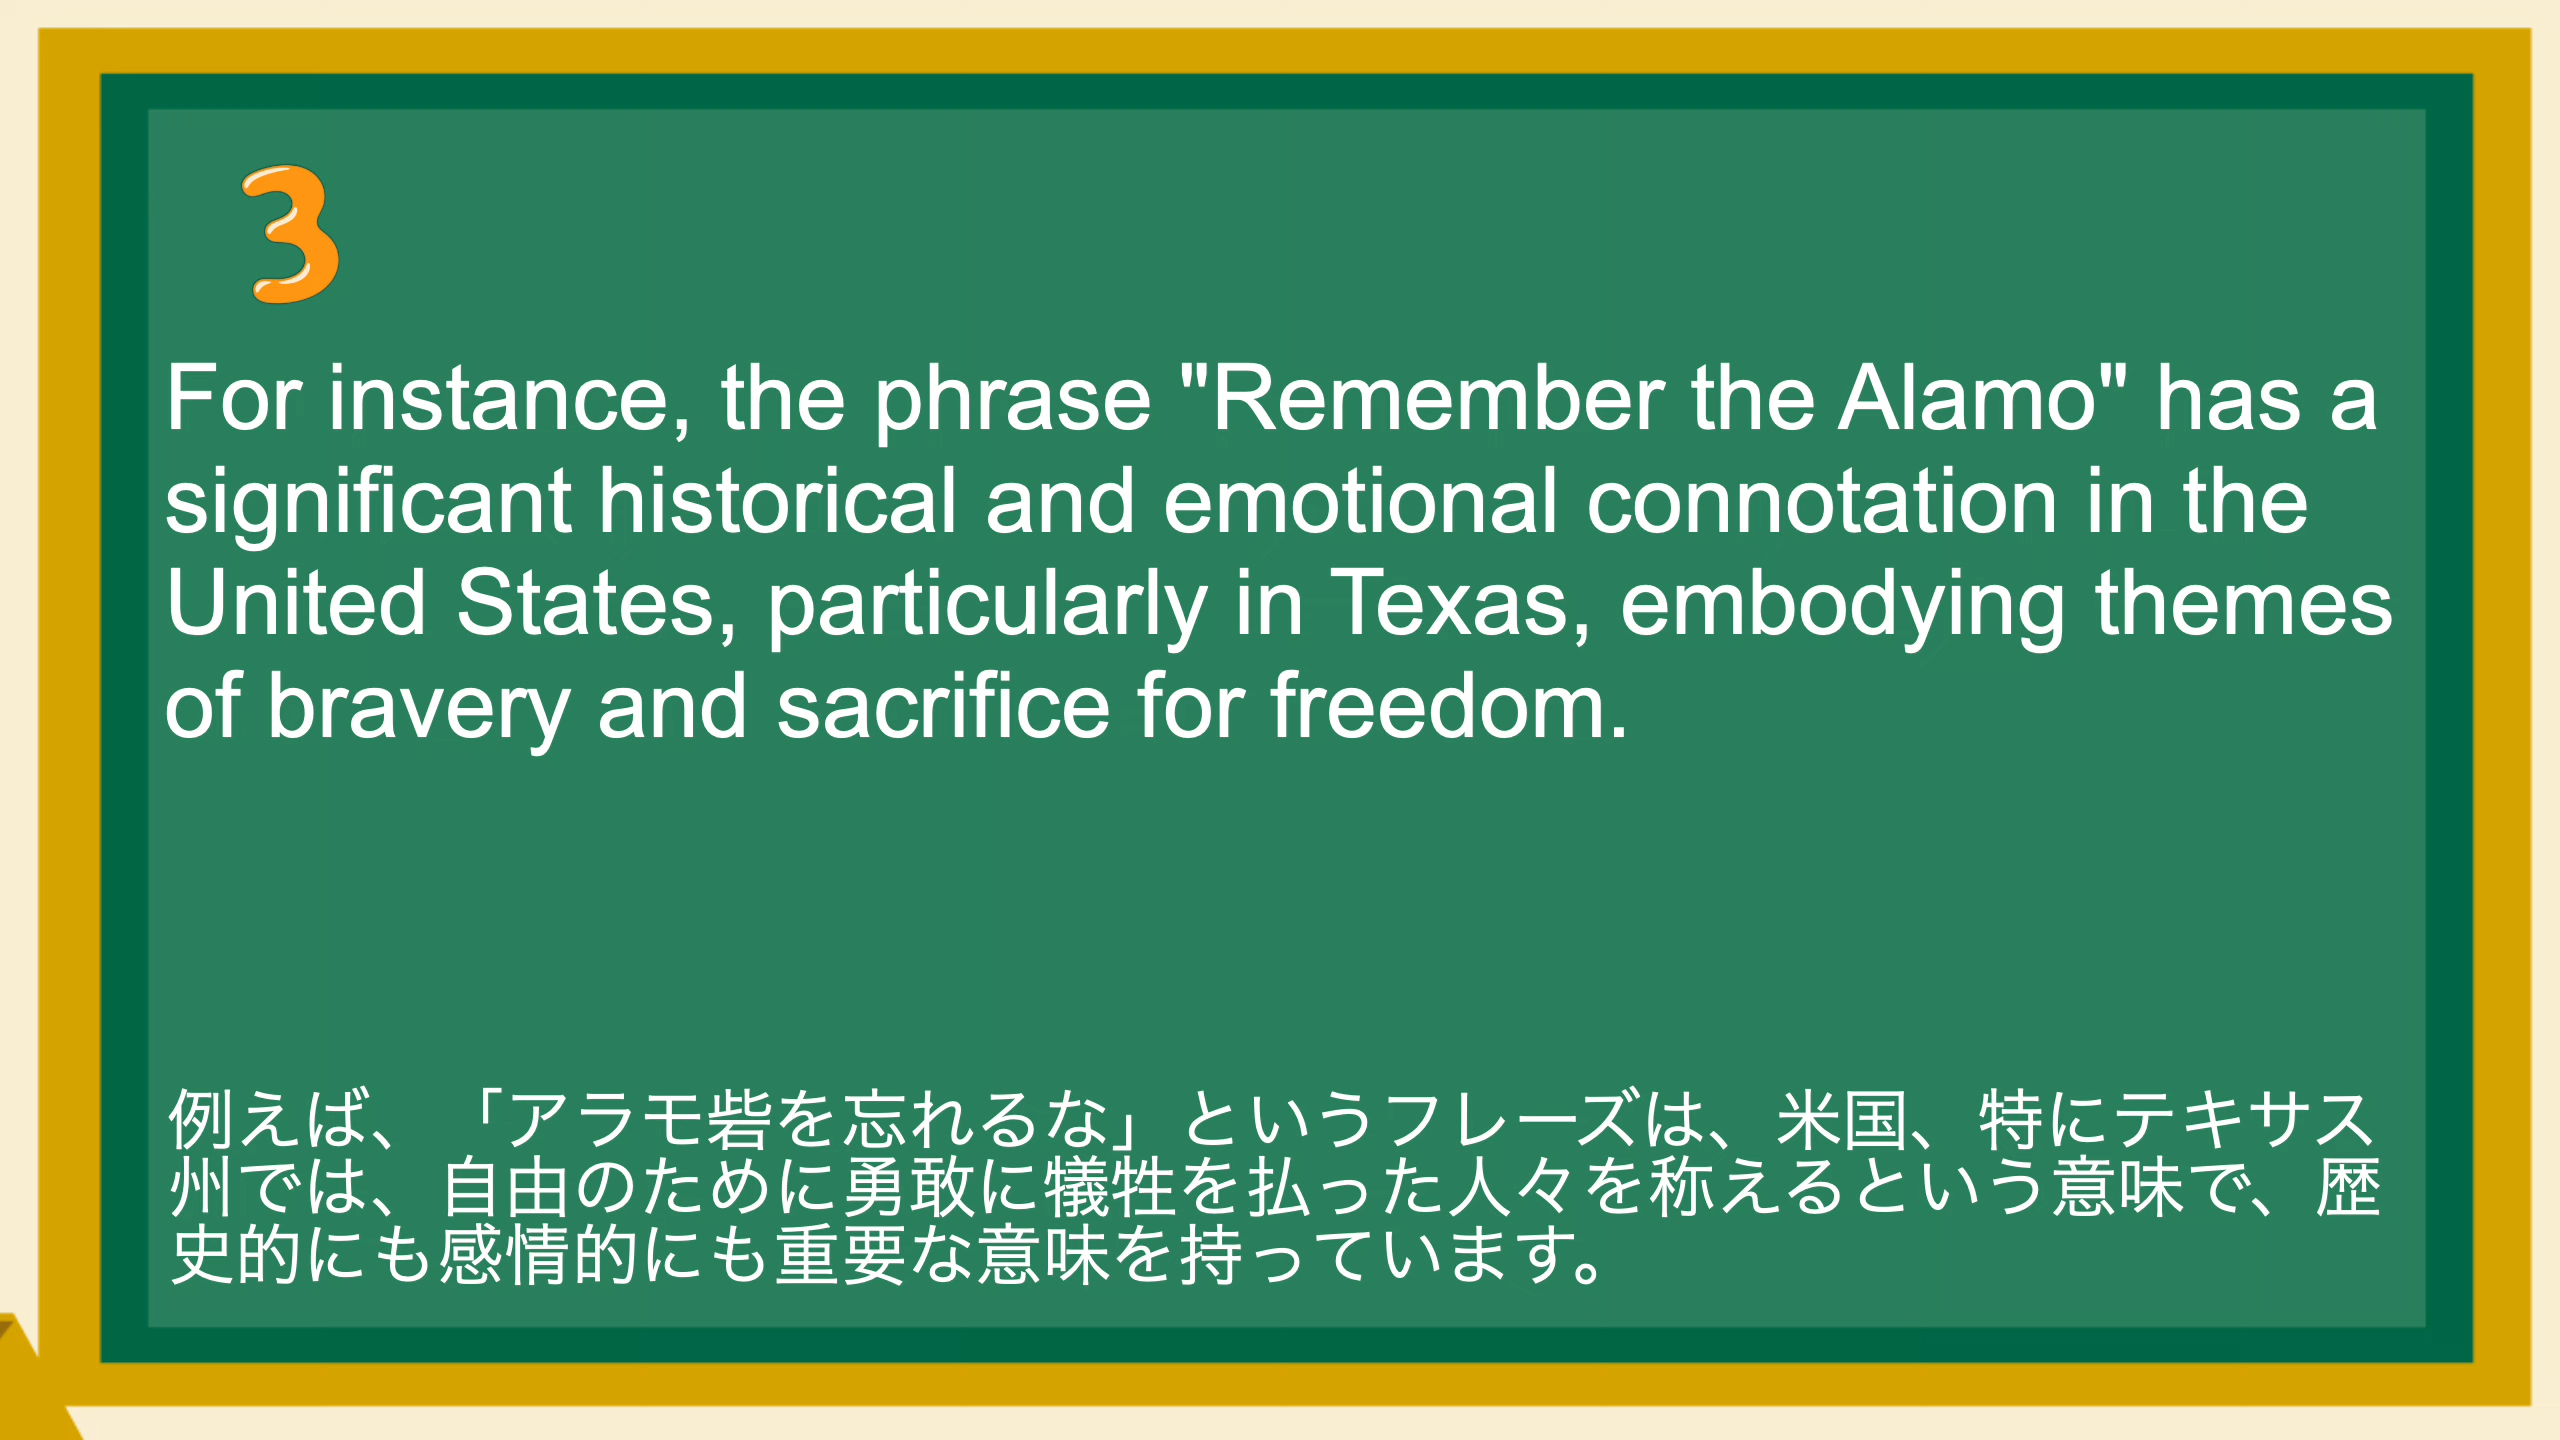 3
For instance, the phrase "Remember the Alamo" has a
significant historical and emotional connotation in the
United States, particularly in Texas, embodying themes
of bravery and sacrifice for freedom.
例えば、「アラモ砦を忘れるな」というフレーズは、米国、特にテキサス
州では、自由のために勇敢に犠牲を払った人々を称えるという意味で、歴
史的にも感情的にも重要な意味を持っています。